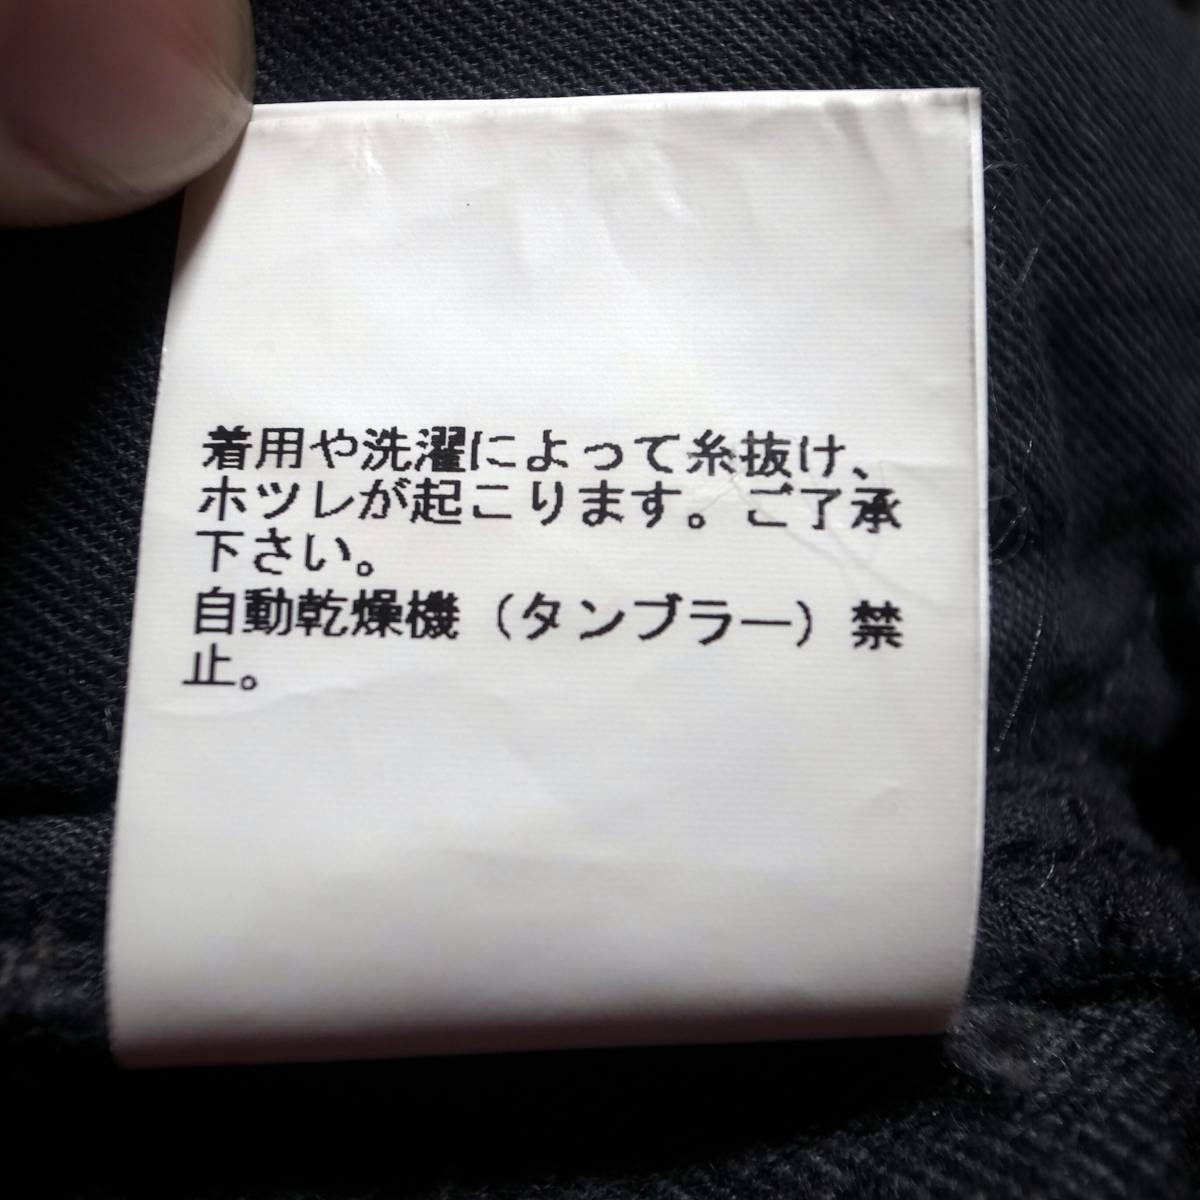 着用や洗濯によって糸抜け、
ホツレが起こります。ご了承
下さい。
自動乾燥機（タンブラー）禁
止。